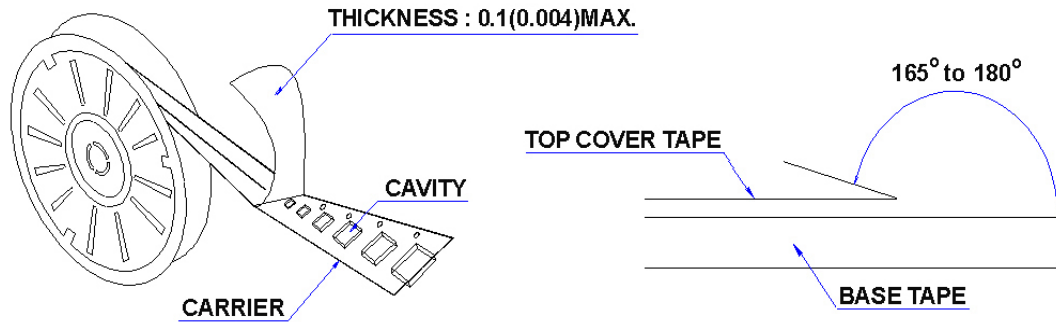 THICKNESS : 0.1(0.004)MAX.
CAVITY
CARRIER
165° to 180°
TOP COVER TAPE
BASE TAPE